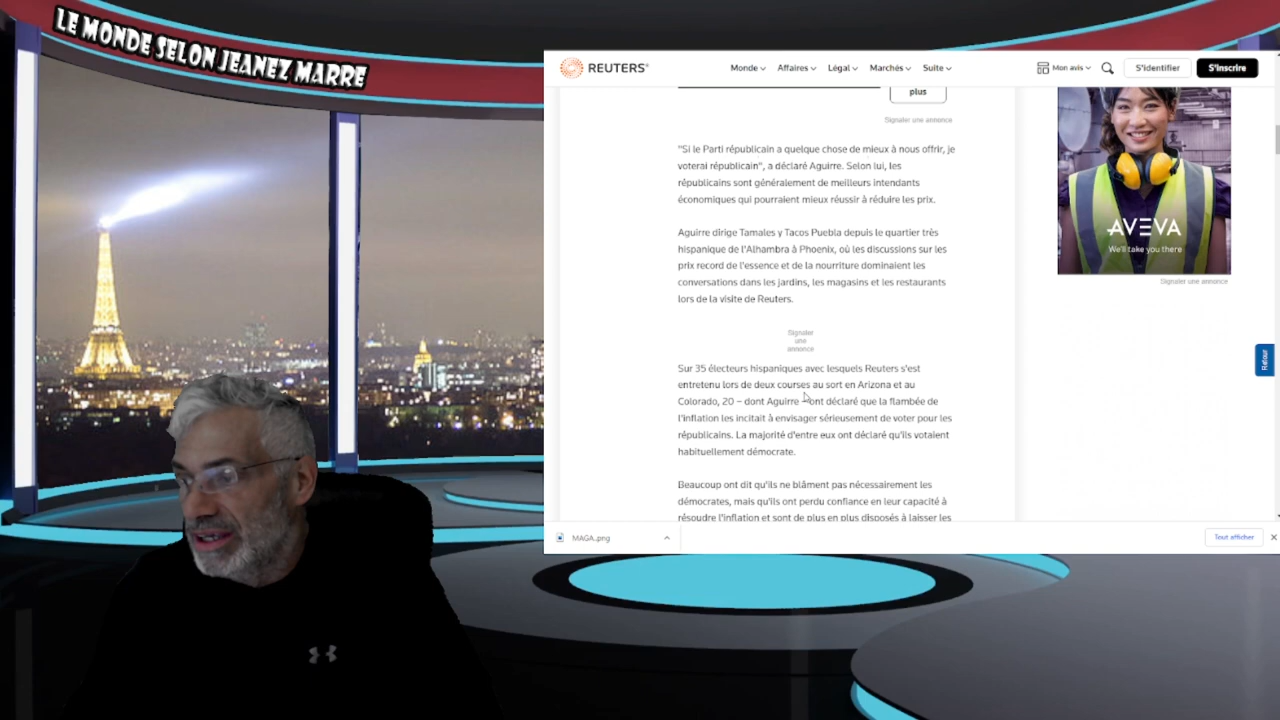 LE MONDE SELON JEANEZ MARRE
REUTERS®
Monde Affaires Légal Marchés Suite
Mon avis S'identifier S'inscrire
plus
Signaler une annonce
"Si le Parti républicain a quelque chose de mieux à nous offrir, je
voterai républicain", a déclaré Aguirre. Selon lui, les
républicains sont généralement de meilleurs intendants
économiques qui pourraient mieux réussir à réduire les prix.
Aguirre dirige Tamales y Tacos Puebla depuis le quartier très
hispanique de l'Alhambra à Phoenix, où les discussions sur les
prix record de l'essence et de la nourriture dominaient les
conversations dans les jardins, les magasins et les restaurants
lors de la visite de Reuters.
Signaler
une
annonce
Sur 35 électeurs hispaniques avec lesquels Reuters s'est
entretenu lors de deux courses au sort en Arizona et au
Colorado, 20 – dont Aguirre – ont déclaré que la flambée de
l'inflation les incitait à envisager sérieusement de voter pour les
républicains. La majorité d'entre eux ont déclaré qu'ils votaient
habituellement démocrate.
Beaucoup ont dit qu'ils ne blâment pas nécessairement les
démocrates, mais qu'ils ont perdu confiance en leur capacité à
résoudre l'inflation et sont de plus en plus disposés à laisser les
AVEVA
We'll take you there
Signaler une annonce
Retour
MAGA.png
Tout afficher